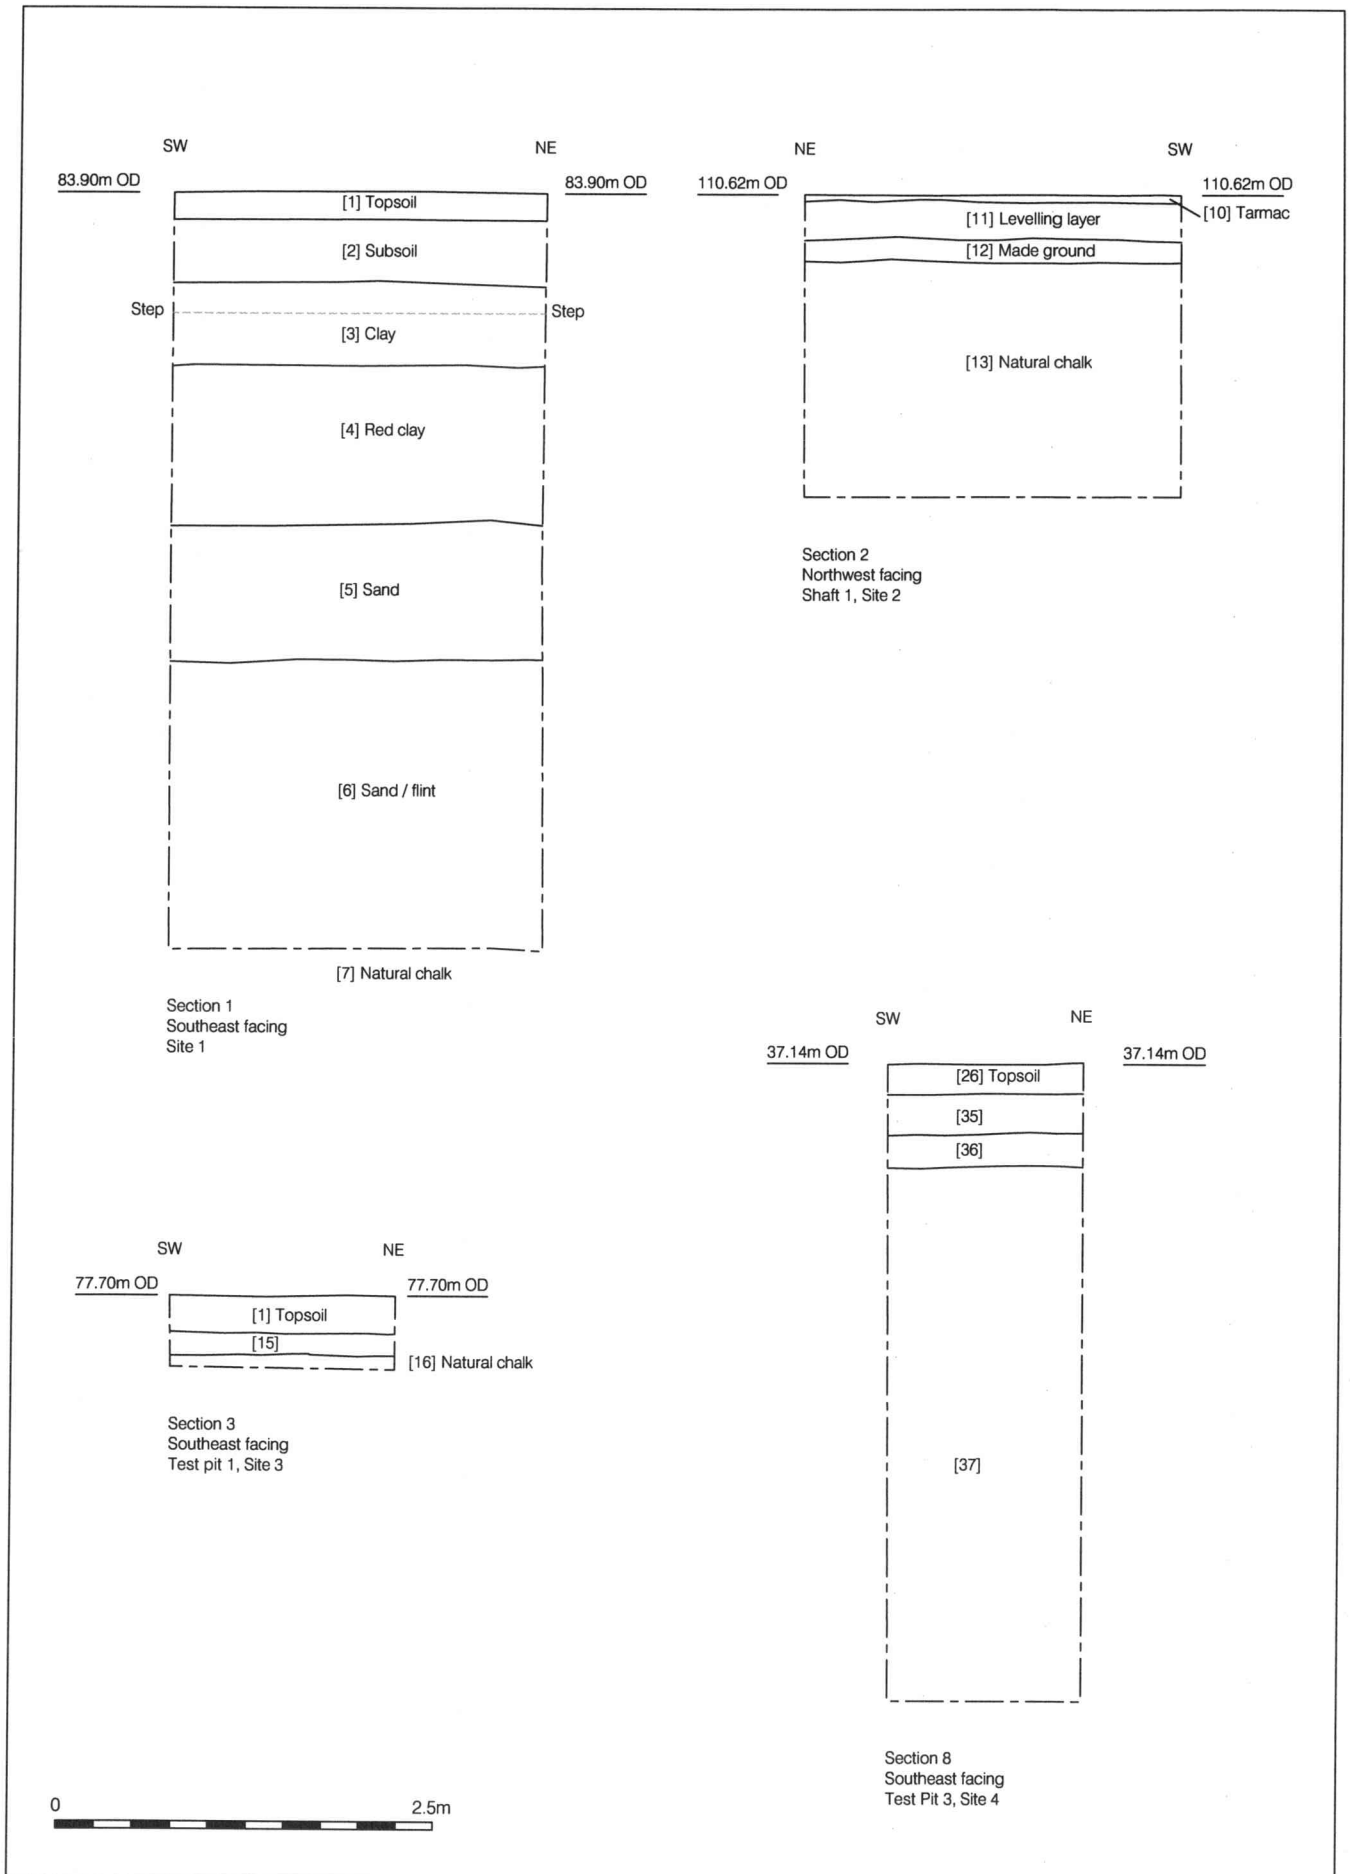 SW NE
83.90m OD 83.90m OD
[1] Topsoil
[2] Subsoil
Step Step
[3] Clay
[4] Red clay
[5] Sand
[6] Sand / flint
[7] Natural chalk
Section 1
Southeast facing
Site 1
NE SW
110.62m OD 110.62m OD
[10] Tarmac
[11] Levelling layer
[12] Made ground
[13] Natural chalk
Section 2
Northwest facing
Shaft 1, Site 2
SW NE
77.70m OD 77.70m OD
[1] Topsoil
[15]
[16] Natural chalk
Section 3
Southeast facing
Test pit 1, Site 3
SW NE
37.14m OD 37.14m OD
[26] Topsoil
[35]
[36]
[37]
Section 8
Southeast facing
Test Pit 3, Site 4
0 2.5m